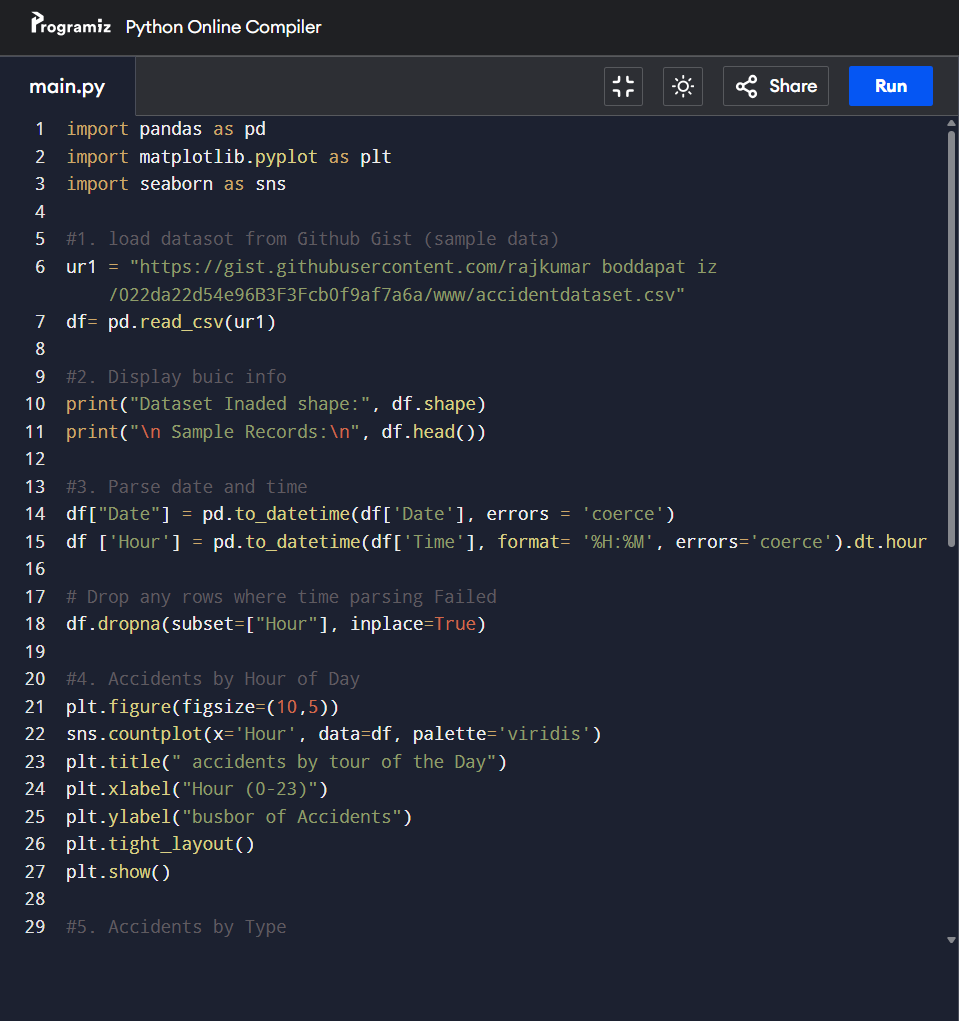 Programiz Python Online Compiler
main.py Share Run
1 import pandas as pd
2 import matplotlib.pyplot as plt
3 import seaborn as sns
4
5 #1. load datasot from Github Gist (sample data)
6 ur1 = "https://gist.githubusercontent.com/rajkumar boddapat iz
/022da22d54e96B3F3Fcb0f9af7a6a/www/accidentdataset.csv"
7 df= pd.read_csv(ur1)
8
9 #2. Display buic info
10 print("Dataset Inaded shape:", df.shape)
11 print("\n Sample Records:\n", df.head())
12
13 #3. Parse date and time
14 df["Date"] = pd.to_datetime(df['Date'], errors = 'coerce')
15 df ['Hour'] = pd.to_datetime(df['Time'], format= '%H:%M', errors='coerce').dt.hour
16
17 # Drop any rows where time parsing Failed
18 df.dropna(subset=["Hour"], inplace=True)
19
20 #4. Accidents by Hour of Day
21 plt.figure(figsize=(10,5))
22 sns.countplot(x='Hour', data=df, palette='viridis')
23 plt.title(" accidents by tour of the Day")
24 plt.xlabel("Hour (0-23)")
25 plt.ylabel("busbor of Accidents")
26 plt.tight_layout()
27 plt.show()
28
29 #5. Accidents by Type